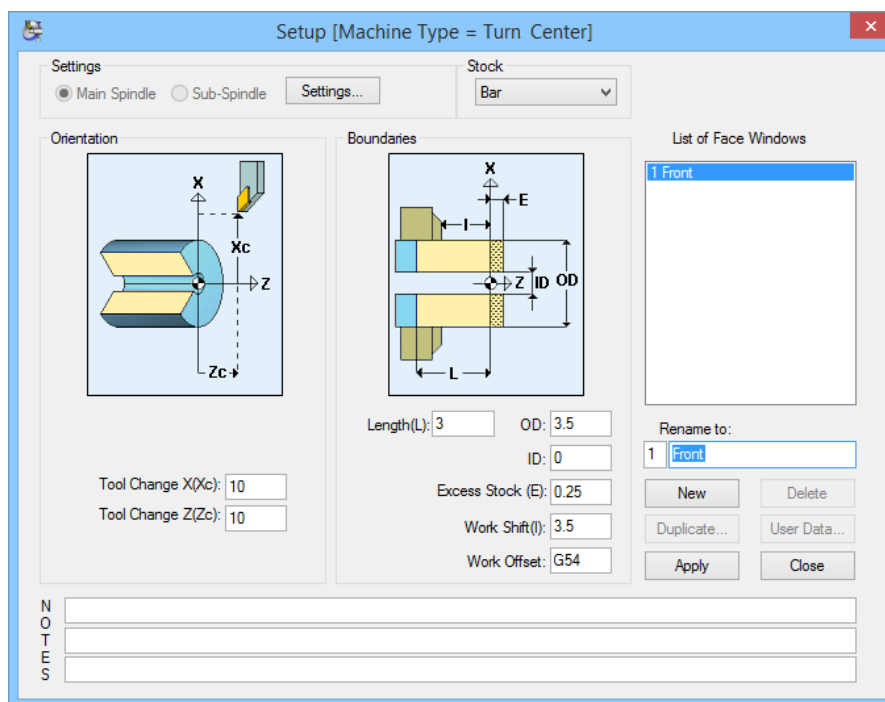 Setup [Machine Type = Turn Center]
Settings
Main Spindle
Sub-Spindle
Settings...
Stock
Bar
Orientation
X
Xc
Z
Zc
Tool Change X(Xc): 10
Tool Change Z(Zc): 10
Boundaries
X
E
I
Z
ID
OD
L
Length(L): 3
OD: 3.5
ID: 0
Excess Stock (E): 0.25
Work Shift(I): 3.5
Work Offset: G54
List of Face Windows
1 Front
Rename to:
1 Front
New
Delete
Duplicate...
User Data...
Apply
Close
NOTES